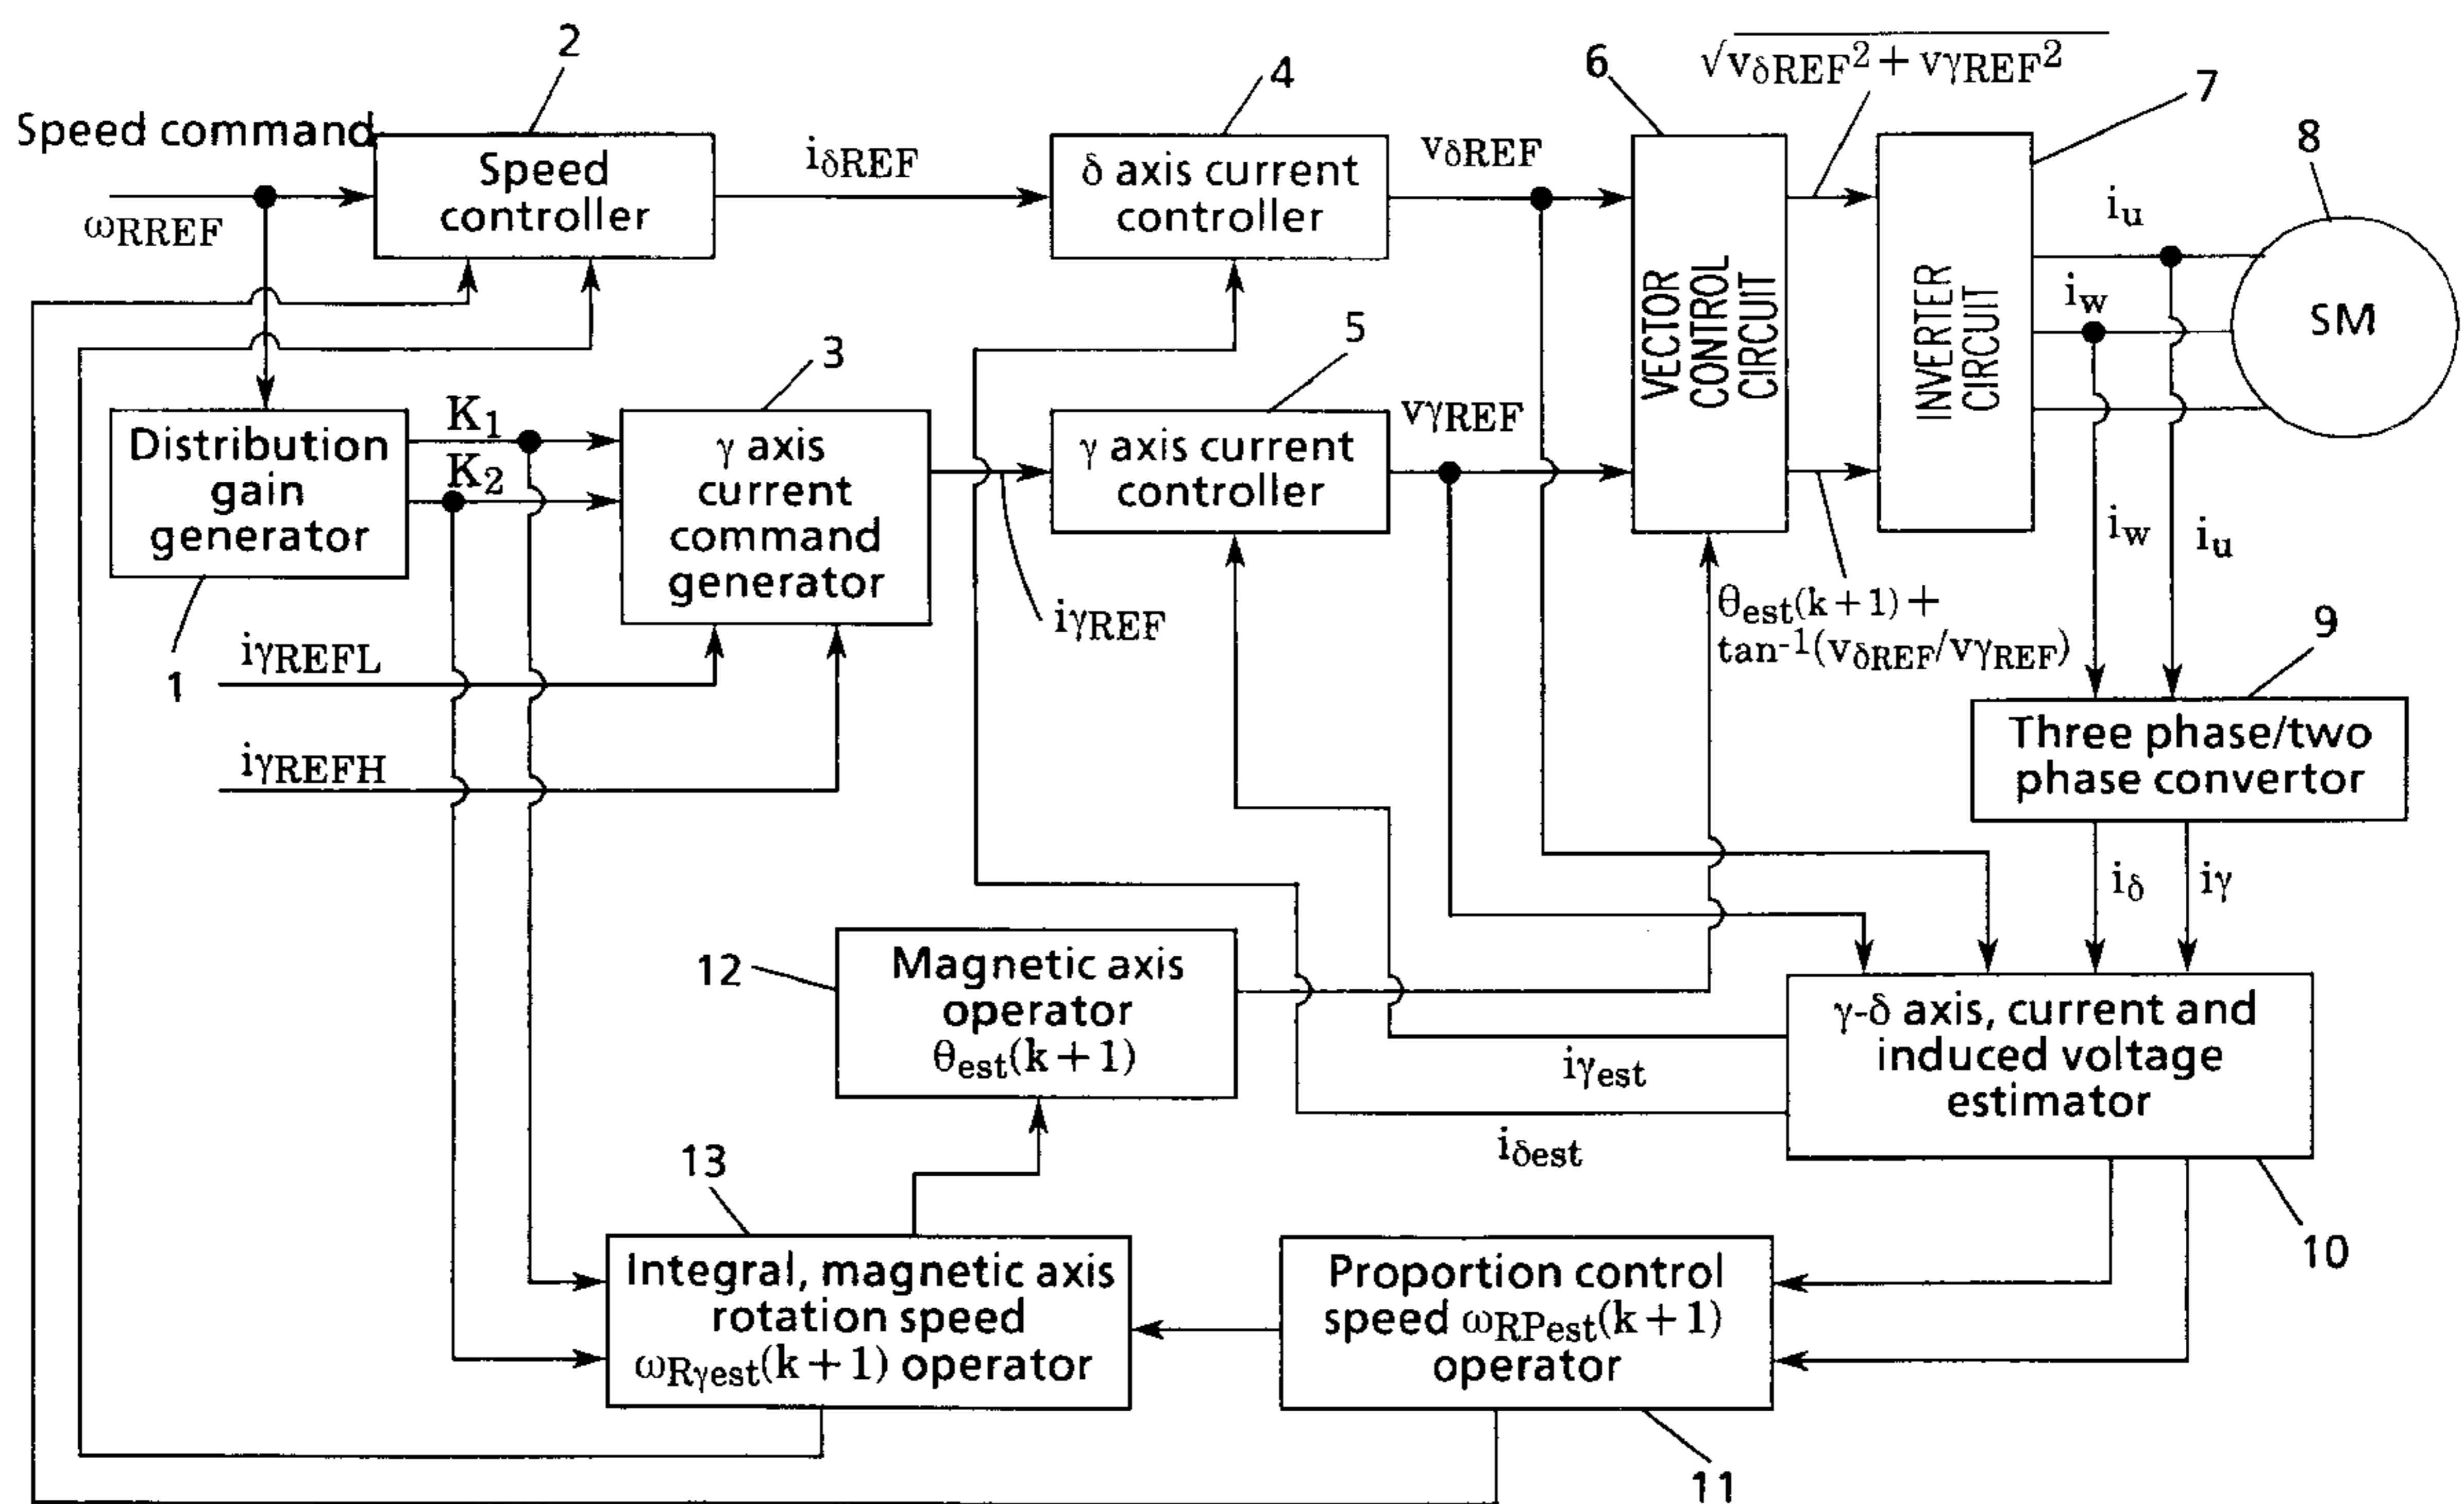 2
4
6
√vδREF² + vγREF²
7
8
Speed command
ωRREF
Speed
controller
iδREF
δ axis current
controller
vδREF
VECTOR
CONTROL
CIRCUIT
INVERTER
CIRCUIT
iu
iw
SM
3
5
Distribution
gain
generator
K1
K2
γ axis
current
command
generator
γ axis current
controller
vγREF
iw
iu
1
iγREFL
iγREFH
iγREF
θest(k+1) +
tan-1(vδREF/vγREF)
9
Three phase/two
phase convertor
iδ
iγ
12
Magnetic axis
operator
θest(k+1)
iγest
iδest
γ-δ axis, current and
induced voltage
estimator
10
13
Integral, magnetic axis
rotation speed
ωRγest(k+1) operator
Proportion control
speed ωRPest(k+1)
operator
11